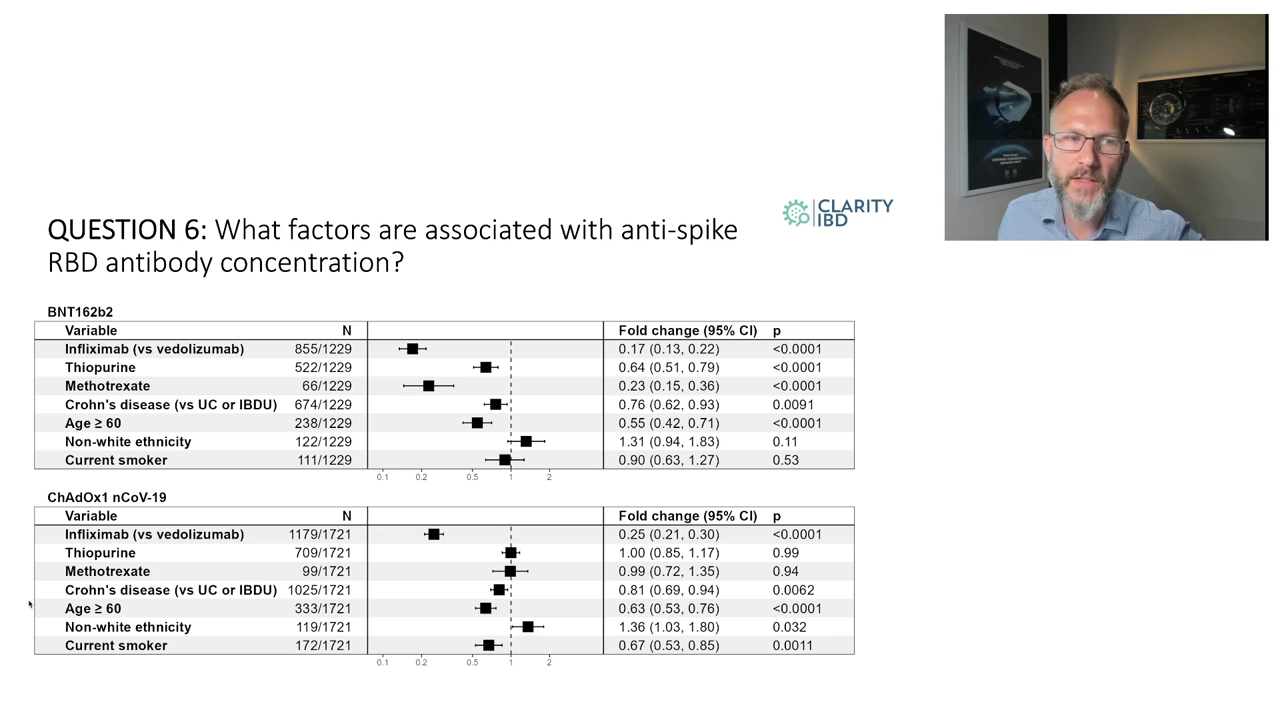 CLARITY
IBD
QUESTION 6: What factors are associated with anti-spike
RBD antibody concentration?
BNT162b2
Variable N Fold change (95% CI) p
Infliximab (vs vedolizumab) 855/1229 0.17 (0.13, 0.22) <0.0001
Thiopurine 522/1229 0.64 (0.51, 0.79) <0.0001
Methotrexate 66/1229 0.23 (0.15, 0.36) <0.0001
Crohn's disease (vs UC or IBDU) 674/1229 0.76 (0.62, 0.93) 0.0091
Age ≥ 60 238/1229 0.55 (0.42, 0.71) <0.0001
Non-white ethnicity 122/1229 1.31 (0.94, 1.83) 0.11
Current smoker 111/1229 0.90 (0.63, 1.27) 0.53
0.1 0.2 0.5 1 2
ChAdOx1 nCoV-19
Variable N Fold change (95% CI) p
Infliximab (vs vedolizumab) 1179/1721 0.25 (0.21, 0.30) <0.0001
Thiopurine 709/1721 1.00 (0.85, 1.17) 0.99
Methotrexate 99/1721 0.99 (0.72, 1.35) 0.94
Crohn's disease (vs UC or IBDU) 1025/1721 0.81 (0.69, 0.94) 0.0062
Age ≥ 60 333/1721 0.63 (0.53, 0.76) <0.0001
Non-white ethnicity 119/1721 1.36 (1.03, 1.80) 0.032
Current smoker 172/1721 0.67 (0.53, 0.85) 0.0011
0.1 0.2 0.5 1 2